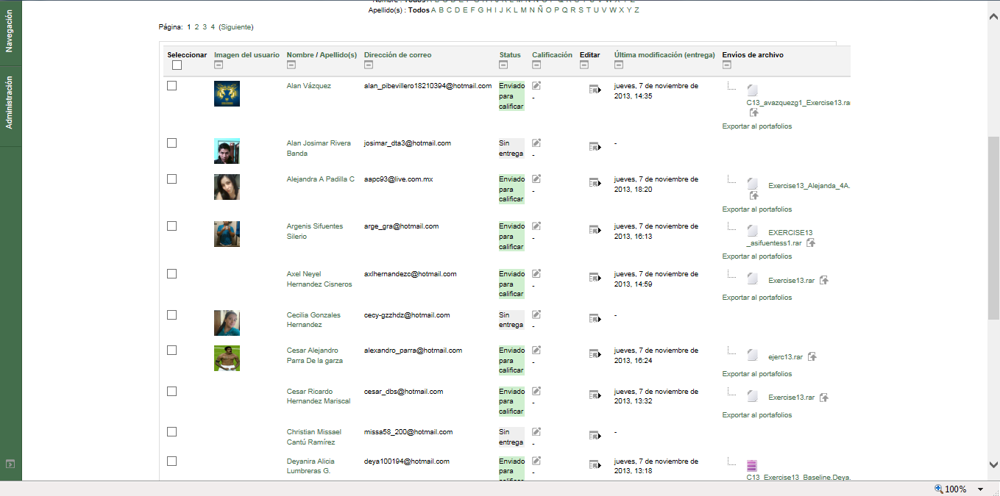 Nombre : Todos A B C D E F G H I J K L M N Ñ O P Q R S T U V W X Y Z
Apellido(s) : Todos A B C D E F G H I J K L M N Ñ O P Q R S T U V W X Y Z
Navegación
Administración
Página: 1 2 3 4 (Siguiente)
Seleccionar Imagen del usuario Nombre / Apellido(s) Dirección de correo Status Calificación Editar Última modificación (entrega) Envios de archivo
Alan Vázquez alan_pibevillero18210394@hotmail.com Enviado jueves, 7 de noviembre de
para - 2013, 14:35
calificar C13_avazquezg1_Exercise13.ra
Exportar al portafolios
Alan Josimar Rivera josimar_dta3@hotmail.com Sin -
Banda entrega -
Alejandra A Padilla C aapc93@live.com.mx Enviado jueves, 7 de noviembre de
para - 2013, 18:20 Exercise13_Alejanda_4A.
calificar
Exportar al portafolios
Argenis Sifuentes arge_gra@hotmail.com Enviado jueves, 7 de noviembre de
Silerio para - 2013, 16:13 EXERCISE13
calificar _asifuentess1.rar
Exportar al portafolios
Axel Neyel axlhernandezc@hotmail.com Enviado jueves, 7 de noviembre de
Hernandez Cisneros para - 2013, 14:59 Exercise13.rar
calificar Exportar al portafolios
Cecilia Gonzales cecy-gzzhdz@hotmail.com Sin -
Hernandez entrega -
Cesar Alejandro alexandro_parra@hotmail.com Enviado jueves, 7 de noviembre de
Parra De la garza para - 2013, 16:24 ejerc13.rar
calificar Exportar al portafolios
Cesar Ricardo cesar_dbs@hotmail.com Enviado jueves, 7 de noviembre de
Hernandez Mariscal para - 2013, 13:32 Exercise13.rar
calificar Exportar al portafolios
Christian Missael missa58_200@hotmail.com Sin -
Cantú Ramírez entrega -
Deyanira Alicia deya100194@hotmail.com Enviado jueves, 7 de noviembre de
Lumbreras G. para - 2013, 13:18
calificar C13_Exercise13_Baseline.Deya.
100%